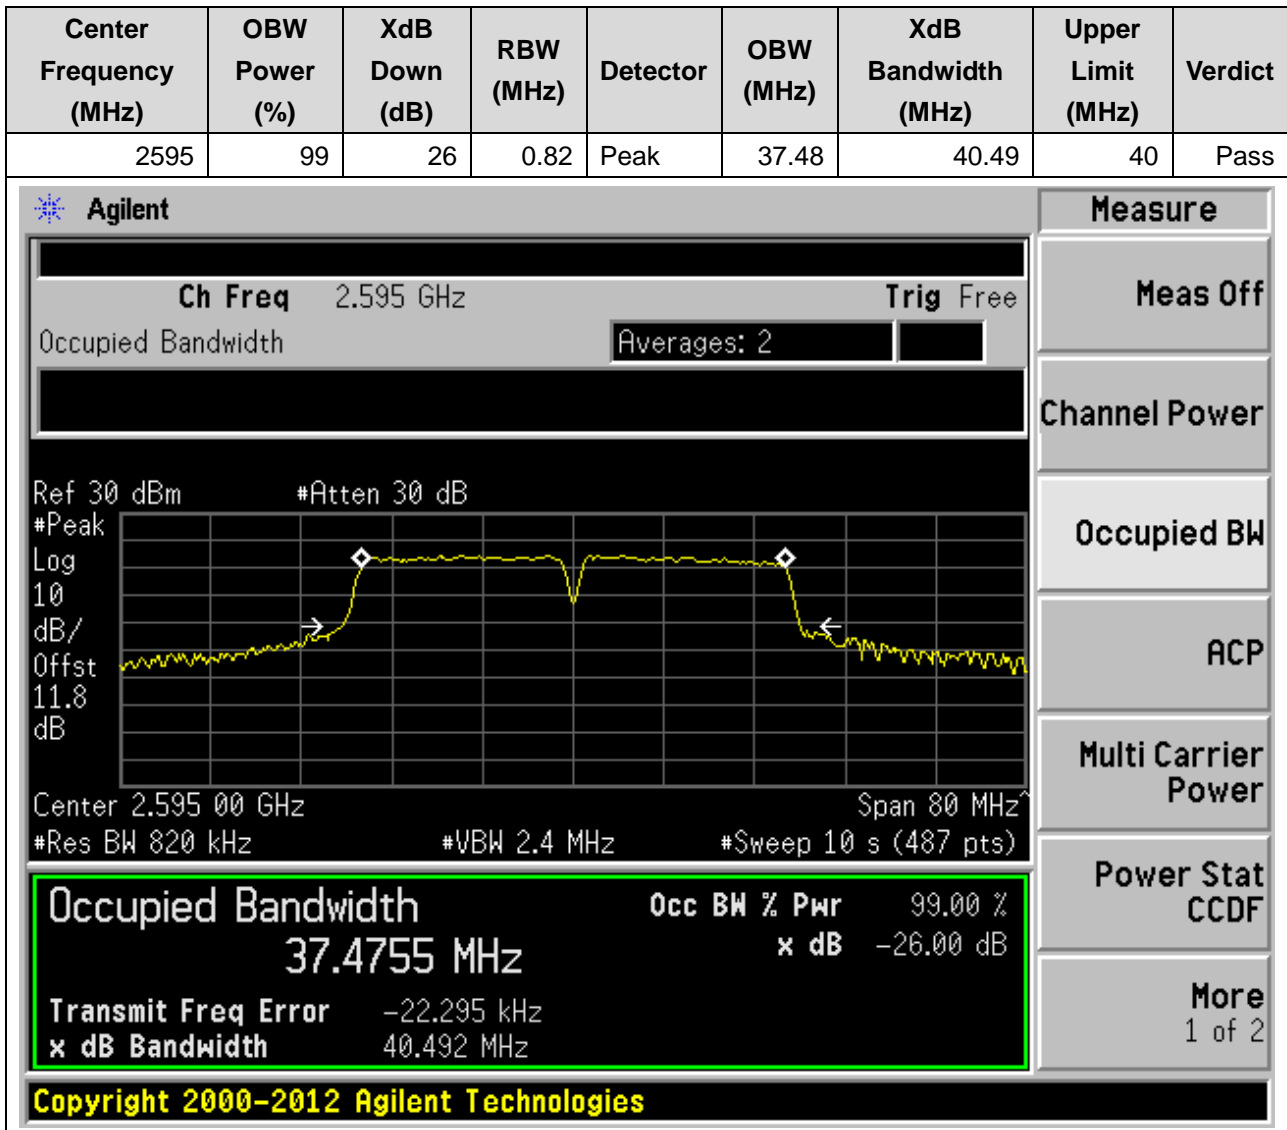 Center Frequency (MHz) OBW Power (%) XdB Down (dB) RBW (MHz) Detector OBW (MHz) XdB Bandwidth (MHz) Upper Limit (MHz) Verdict
2595 99 26 0.82 Peak 37.48 40.49 40 Pass
Agilent
Measure
Ch Freq 2.595 GHz Trig Free
Meas Off
Occupied Bandwidth Averages: 2
Channel Power
Ref 30 dBm #Atten 30 dB
#Peak
Log
10
dB/
Offst
11.8
dB
Occupied BW
ACP
Multi Carrier
Power
Center 2.595 00 GHz Span 80 MHz^
#Res BW 820 kHz #VBW 2.4 MHz #Sweep 10 s (487 pts)
Power Stat
CCDF
Occupied Bandwidth Occ BW % Pwr 99.00 %
37.4755 MHz x dB -26.00 dB
Transmit Freq Error -22.295 kHz
x dB Bandwidth 40.492 MHz
More
1 of 2
Copyright 2000-2012 Agilent Technologies